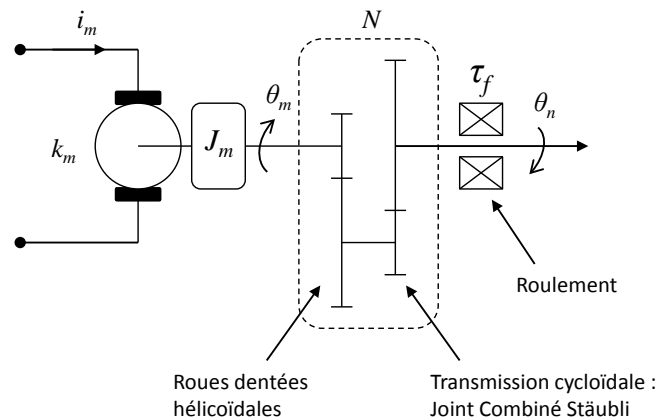 i_m
N
τ_f
θ_m
θ_n
k_m
J_m
Roulement
Roues dentées
hélicoïdales
Transmission cycloïdale :
Joint Combiné Stäubli